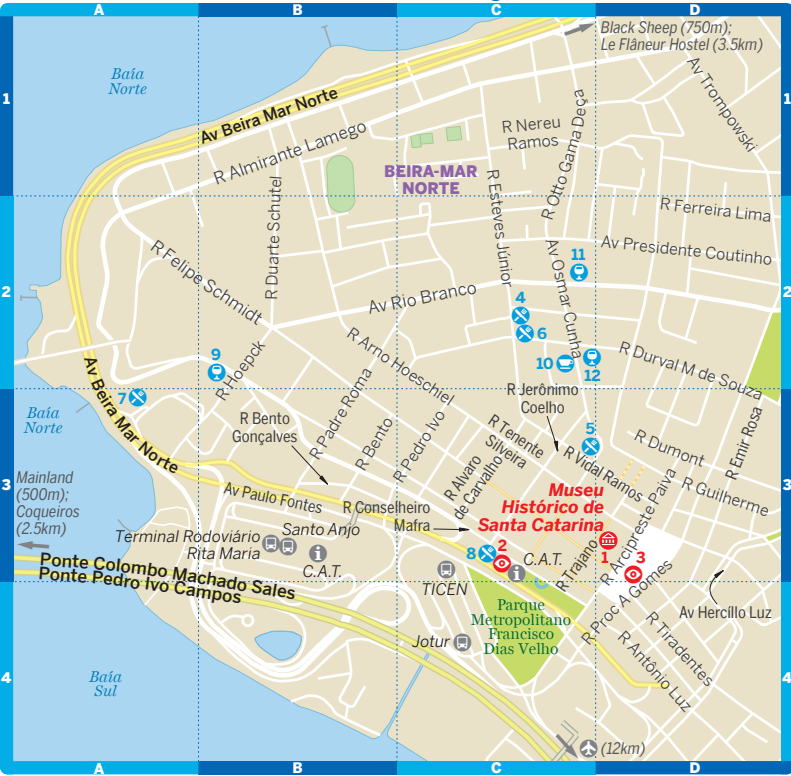 A
B
C
D
Black Sheep (750m);
Le Flâneur Hostel (3.5km)
Baía
Norte
Av Trompowski
1
1
Av Beira Mar Norte
R Almirante Lamego
R Nereu
Ramos
R Otto Gama Deça
BEIRA-MAR
NORTE
R Esteves Júnior
R Duarte Schutel
R Ferreira Lima
R Felipe Schmidt
Av Presidente Coutinho
Av Osmar Cunha
11
2
2
Av Rio Branco
4
6
R Arno Hoeschiel
9
10
12
R Durval M de Souza
R Hoepck
Av Beira Mar Norte
7
R Jerônimo
Coelho
Baía
Norte
R Bento
Gonçalves
R Padre Roma
R Bento
R Pedro Ivo
R Tenente
Silveira
5
R Vidal Ramos
R Dumont
R Emir Rosa
3
3
Mainland
(500m);
Coqueiros
(2.5km)
Av Paulo Fontes
R Conselheiro
Mafra
R Alvaro
de Carvalho
Museu
Histórico de
Santa Catarina
R Guilherme
Terminal Rodoviário
Rita Maria
Santo Anjo
C.A.T.
8
2
C.A.T.
R Trajano
1
R Arcipreste Paiva
3
Ponte Colombo Machado Sales
Ponte Pedro Ivo Campos
TICEN
Parque
Metropolitano
Francisco
Dias Velho
R Proc A Gomes
Av Hercíllo Luz
Jotur
R Tiradentes
R Antônio Luz
Baía
Sul
4
4
(12km)
A
B
C
D